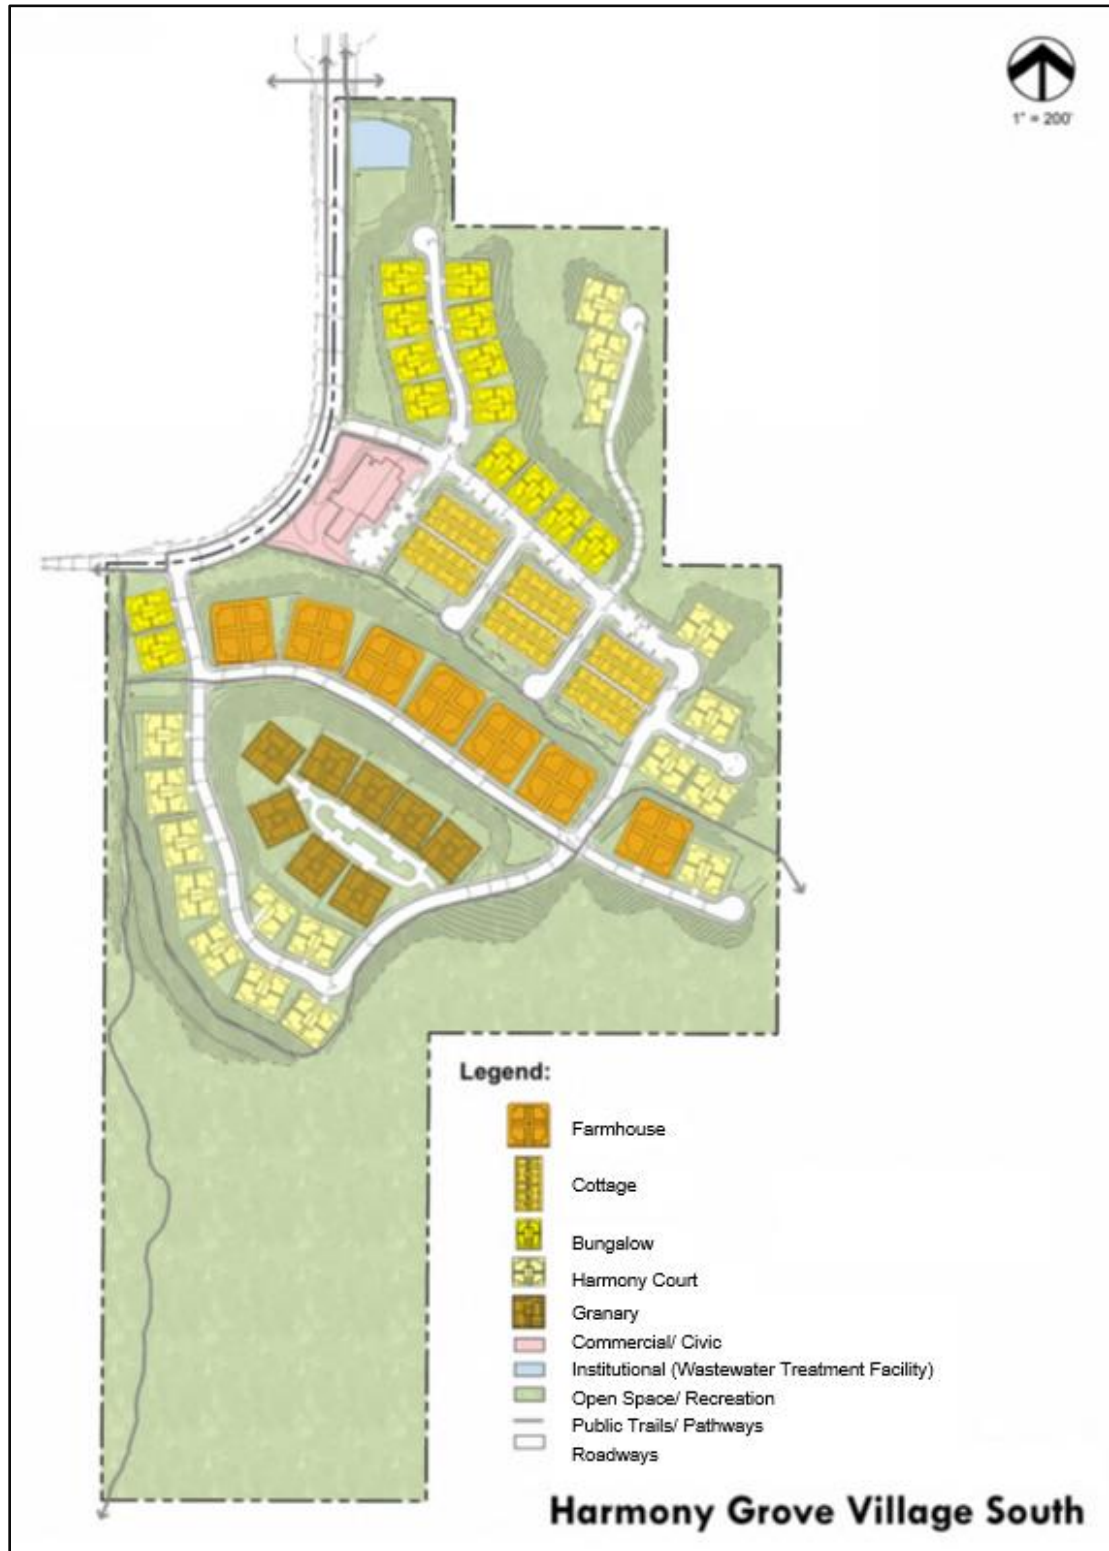 1" = 200'
Legend:
Farmhouse
Cottage
Bungalow
Harmony Court
Granary
Commercial/ Civic
Institutional (Wastewater Treatment Facility)
Open Space/ Recreation
Public Trails/ Pathways
Roadways
Harmony Grove Village South